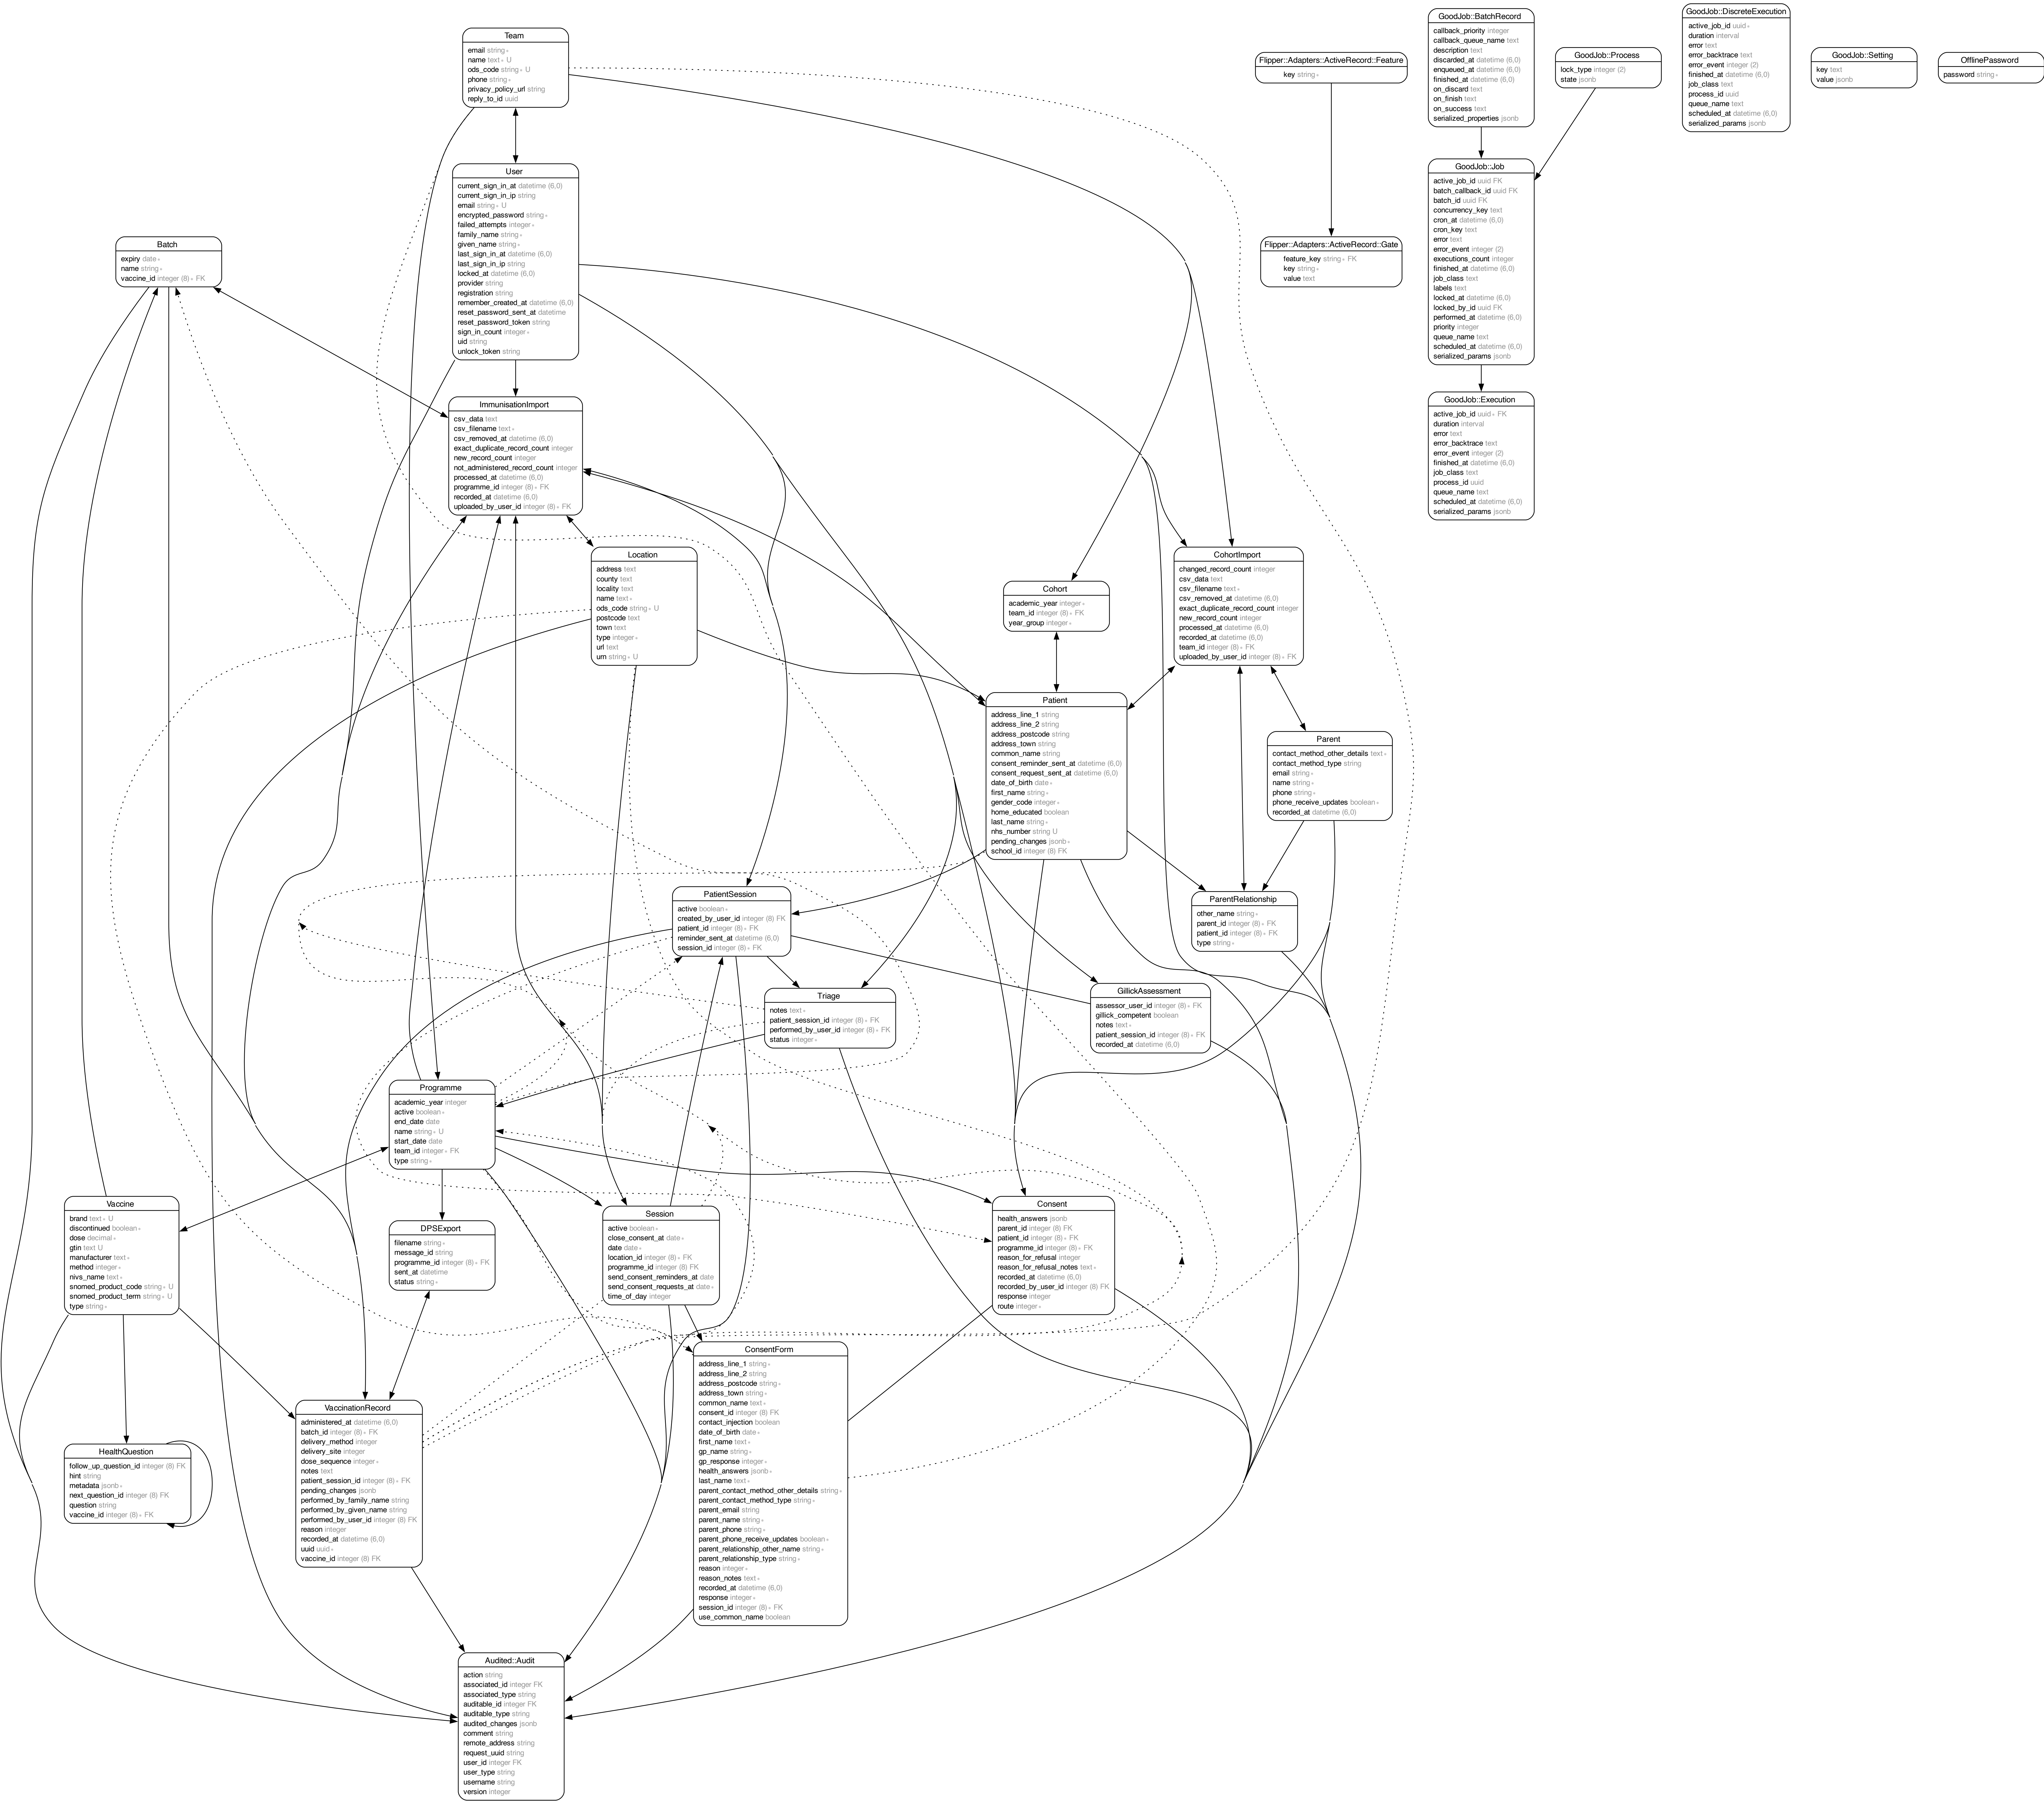 Team
email string ∗
name text ∗ U
ods_code string ∗ U
phone string ∗
privacy_policy_url string
reply_to_id uuid
User
current_sign_in_at datetime (6,0)
current_sign_in_ip string
email string ∗ U
encrypted_password string ∗
failed_attempts integer ∗
family_name string ∗
given_name string ∗
last_sign_in_at datetime (6,0)
last_sign_in_ip string
locked_at datetime (6,0)
provider string
registration string
remember_created_at datetime (6,0)
reset_password_sent_at datetime
reset_password_token string
sign_in_count integer ∗
uid string
unlock_token string
Batch
expiry date ∗
name string ∗
vaccine_id integer (8) ∗ FK
ImmunisationImport
csv_data text
csv_filename text ∗
csv_removed_at datetime (6,0)
exact_duplicate_record_count integer
new_record_count integer
not_administered_record_count integer
processed_at datetime (6,0)
programme_id integer (8) ∗ FK
recorded_at datetime (6,0)
uploaded_by_user_id integer (8) ∗ FK
Location
address text
county text
locality text
name text ∗
ods_code string ∗ U
postcode text
town text
type integer ∗
url text
urn string ∗ U
Flipper::Adapters::ActiveRecord::Feature
key string ∗
Flipper::Adapters::ActiveRecord::Gate
feature_key string ∗ FK
key string ∗
value text
GoodJob::BatchRecord
callback_priority integer
callback_queue_name text
description text
discarded_at datetime (6,0)
enqueued_at datetime (6,0)
finished_at datetime (6,0)
on_discard text
on_finish text
on_success text
serialized_properties jsonb
GoodJob::Process
lock_type integer (2)
state jsonb
GoodJob::DiscreteExecution
active_job_id uuid ∗
duration interval
error text
error_backtrace text
error_event integer (2)
finished_at datetime (6,0)
job_class text
process_id uuid
queue_name text
scheduled_at datetime (6,0)
serialized_params jsonb
GoodJob::Setting
key text
value jsonb
OfflinePassword
password string ∗
GoodJob::Job
active_job_id uuid FK
batch_callback_id uuid FK
batch_id uuid FK
concurrency_key text
cron_at datetime (6,0)
cron_key text
error text
error_event integer (2)
executions_count integer
finished_at datetime (6,0)
job_class text
labels text
locked_at datetime (6,0)
locked_by_id uuid FK
performed_at datetime (6,0)
priority integer
queue_name text
scheduled_at datetime (6,0)
serialized_params jsonb
GoodJob::Execution
active_job_id uuid ∗ FK
duration interval
error text
error_backtrace text
error_event integer (2)
finished_at datetime (6,0)
job_class text
process_id uuid
queue_name text
scheduled_at datetime (6,0)
serialized_params jsonb
Cohort
academic_year integer ∗
team_id integer (8) ∗ FK
year_group integer ∗
CohortImport
changed_record_count integer
csv_data text
csv_filename text ∗
csv_removed_at datetime (6,0)
exact_duplicate_record_count integer
new_record_count integer
processed_at datetime (6,0)
recorded_at datetime (6,0)
team_id integer (8) ∗ FK
uploaded_by_user_id integer (8) ∗ FK
Patient
address_line_1 string
address_line_2 string
address_postcode string
address_town string
common_name string
consent_reminder_sent_at datetime (6,0)
consent_request_sent_at datetime (6,0)
date_of_birth date ∗
first_name string ∗
gender_code integer ∗
home_educated boolean
last_name string ∗
nhs_number string U
pending_changes jsonb ∗
school_id integer (8) FK
Parent
contact_method_other_details text ∗
contact_method_type string
email string ∗
name string ∗
phone string ∗
phone_receive_updates boolean ∗
recorded_at datetime (6,0)
PatientSession
active boolean ∗
created_by_user_id integer (8) FK
patient_id integer (8) ∗ FK
reminder_sent_at datetime (6,0)
session_id integer (8) ∗ FK
ParentRelationship
other_name string ∗
parent_id integer (8) ∗ FK
patient_id integer (8) ∗ FK
type string ∗
Triage
notes text ∗
patient_session_id integer (8) ∗ FK
performed_by_user_id integer (8) ∗ FK
status integer ∗
GillickAssessment
assessor_user_id integer (8) ∗ FK
gillick_competent boolean
notes text ∗
patient_session_id integer (8) ∗ FK
recorded_at datetime (6,0)
Programme
academic_year integer
active boolean ∗
end_date date
name string ∗ U
start_date date
team_id integer ∗ FK
type string ∗
Vaccine
brand text ∗ U
discontinued boolean ∗
dose decimal ∗
gtin text U
manufacturer text ∗
method integer ∗
nivs_name text ∗
snomed_product_code string ∗ U
snomed_product_term string ∗ U
type string ∗
DPSExport
filename string ∗
message_id string
programme_id integer (8) ∗ FK
sent_at datetime
status string ∗
Session
active boolean ∗
close_consent_at date ∗
date date ∗
location_id integer (8) ∗ FK
programme_id integer (8) FK
send_consent_reminders_at date
send_consent_requests_at date ∗
time_of_day integer
Consent
health_answers jsonb
parent_id integer (8) FK
patient_id integer (8) ∗ FK
programme_id integer (8) ∗ FK
reason_for_refusal integer
reason_for_refusal_notes text ∗
recorded_at datetime (6,0)
recorded_by_user_id integer (8) FK
response integer
route integer ∗
ConsentForm
address_line_1 string ∗
address_line_2 string
address_postcode string ∗
address_town string ∗
common_name text ∗
consent_id integer (8) FK
contact_injection boolean
date_of_birth date ∗
first_name text ∗
gp_name string ∗
gp_response integer ∗
health_answers jsonb ∗
last_name text ∗
parent_contact_method_other_details string ∗
parent_contact_method_type string ∗
parent_email string
parent_name string ∗
parent_phone string ∗
parent_phone_receive_updates boolean ∗
parent_relationship_other_name string ∗
parent_relationship_type string ∗
reason integer ∗
reason_notes text ∗
recorded_at datetime (6,0)
response integer ∗
session_id integer (8) ∗ FK
use_common_name boolean
VaccinationRecord
administered_at datetime (6,0)
batch_id integer (8) ∗ FK
delivery_method integer
delivery_site integer
dose_sequence integer ∗
notes text
patient_session_id integer (8) ∗ FK
pending_changes jsonb
performed_by_family_name string
performed_by_given_name string
performed_by_user_id integer (8) FK
reason integer
recorded_at datetime (6,0)
uuid uuid ∗
vaccine_id integer (8) FK
HealthQuestion
follow_up_question_id integer (8) FK
hint string
metadata jsonb ∗
next_question_id integer (8) FK
question string
vaccine_id integer (8) ∗ FK
Audited::Audit
action string
associated_id integer FK
associated_type string
auditable_id integer FK
auditable_type string
audited_changes jsonb
comment string
remote_address string
request_uuid string
user_id integer FK
user_type string
username string
version integer